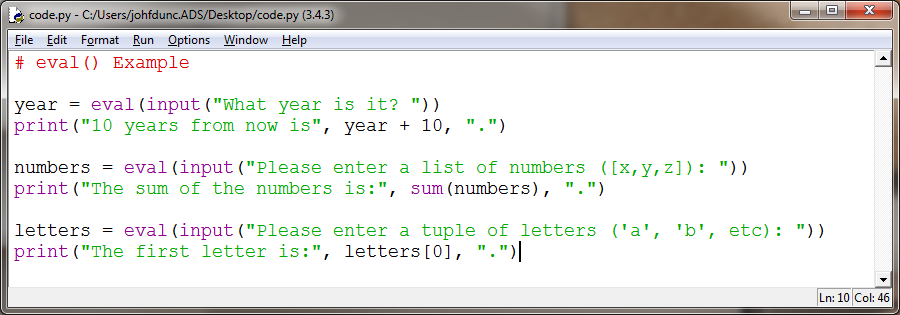 code.py - C:/Users/johfdunc.ADS/Desktop/code.py (3.4.3)
File Edit Format Run Options Window Help
# eval() Example
year = eval(input("What year is it? "))
print("10 years from now is", year + 10, ".")
numbers = eval(input("Please enter a list of numbers ([x,y,z]): "))
print("The sum of the numbers is:", sum(numbers), ".")
letters = eval(input("Please enter a tuple of letters ('a', 'b', etc): "))
print("The first letter is:", letters[0], ".")
Ln: 10 Col: 46